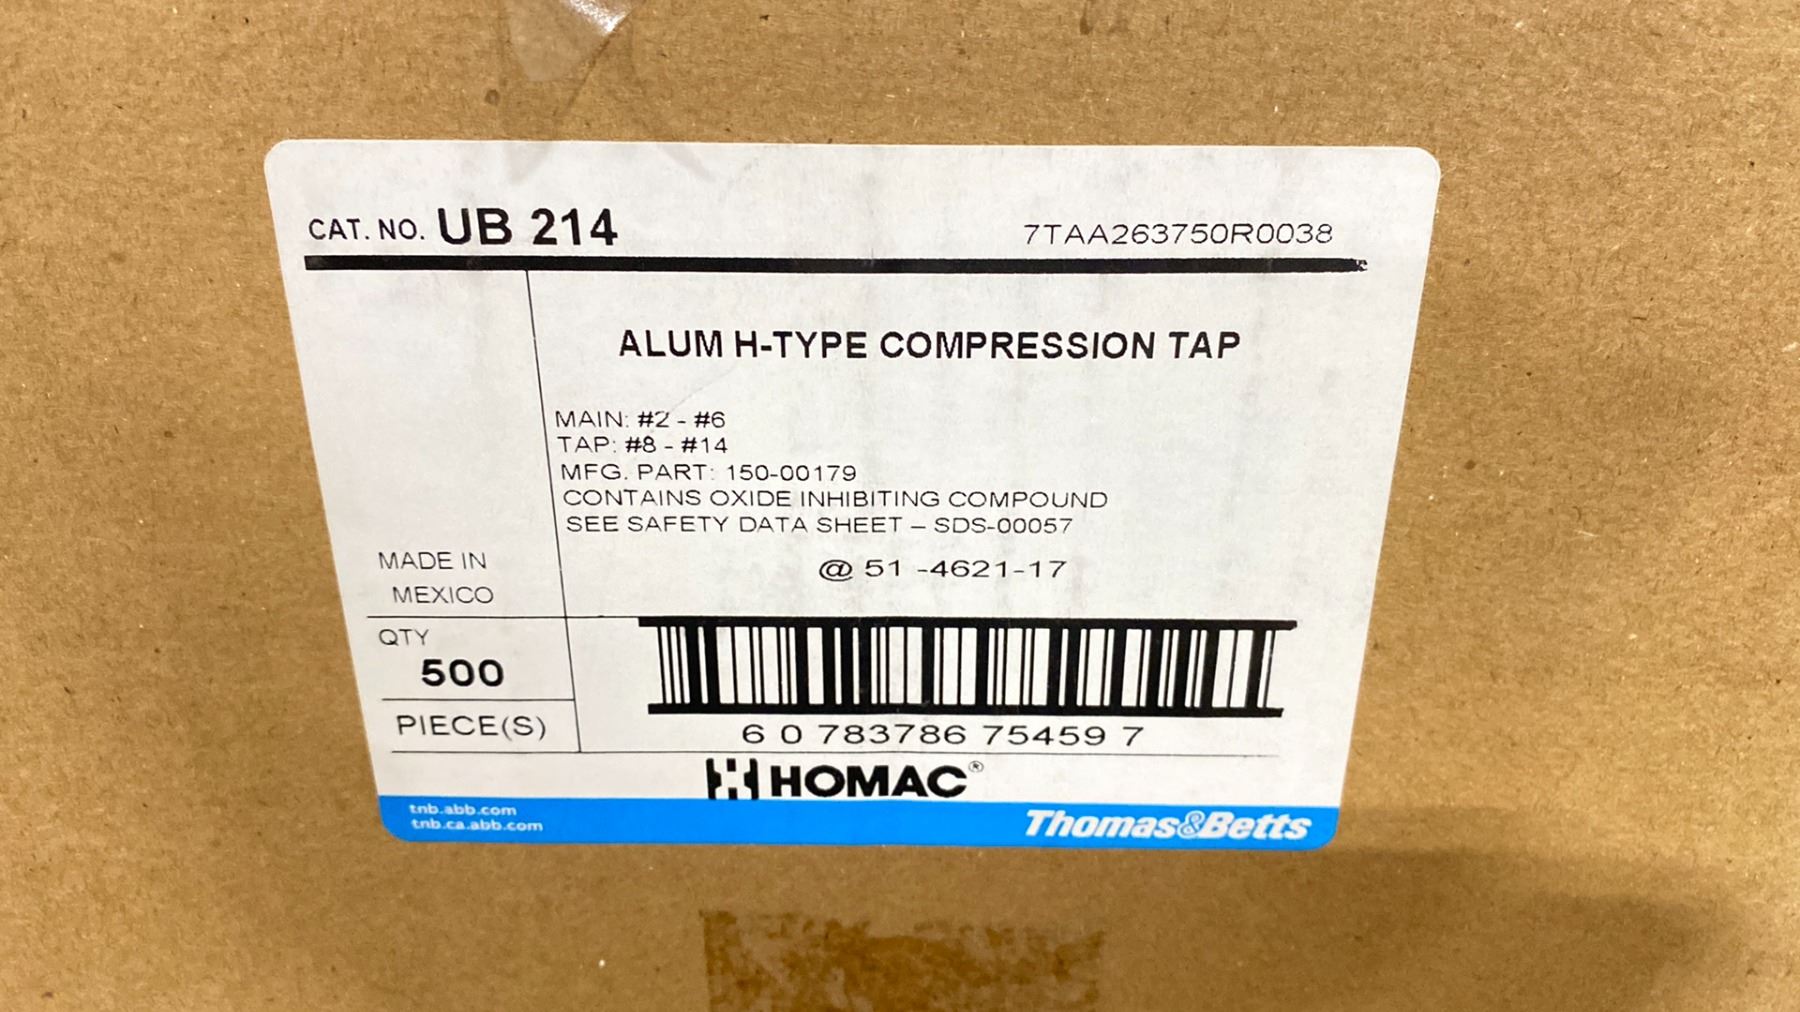 CAT. NO. UB 214
7TAA263750R0038
ALUM H-TYPE COMPRESSION TAP
MAIN: #2 - #6
TAP: #8 - #14
MFG. PART: 150-00179
CONTAINS OXIDE INHIBITING COMPOUND
SEE SAFETY DATA SHEET – SDS-00057
@ 51 -4621-17
MADE IN
MEXICO
QTY
500
PIECE(S)
6 0 783786 75459 7
HOMAC®
tnb.abb.com
tnb.ca.abb.com
Thomas&Betts